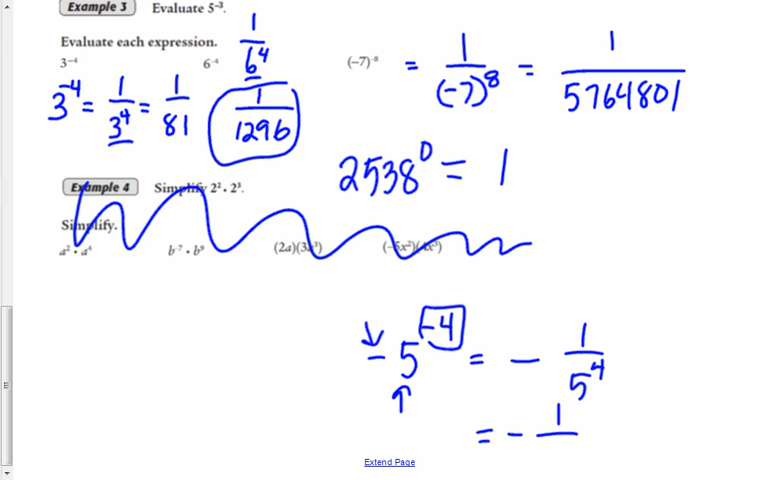 Example 3 Evaluate 5⁻³.
Evaluate each expression.
3⁻⁴ 6⁻⁴ (−7)⁻⁸
3⁻⁴ = 1/3⁴ = 1/81
1/6⁴
1/1296
= 1/(-7)⁸ = 1/5764801
2538⁰ = 1
Example 4 Simplify 2² • 2³.
Simplify.
a² • a⁴ b⁻⁷ • b⁹
-5⁻⁴ = - 1/5⁴
= - 1/
Extend Page